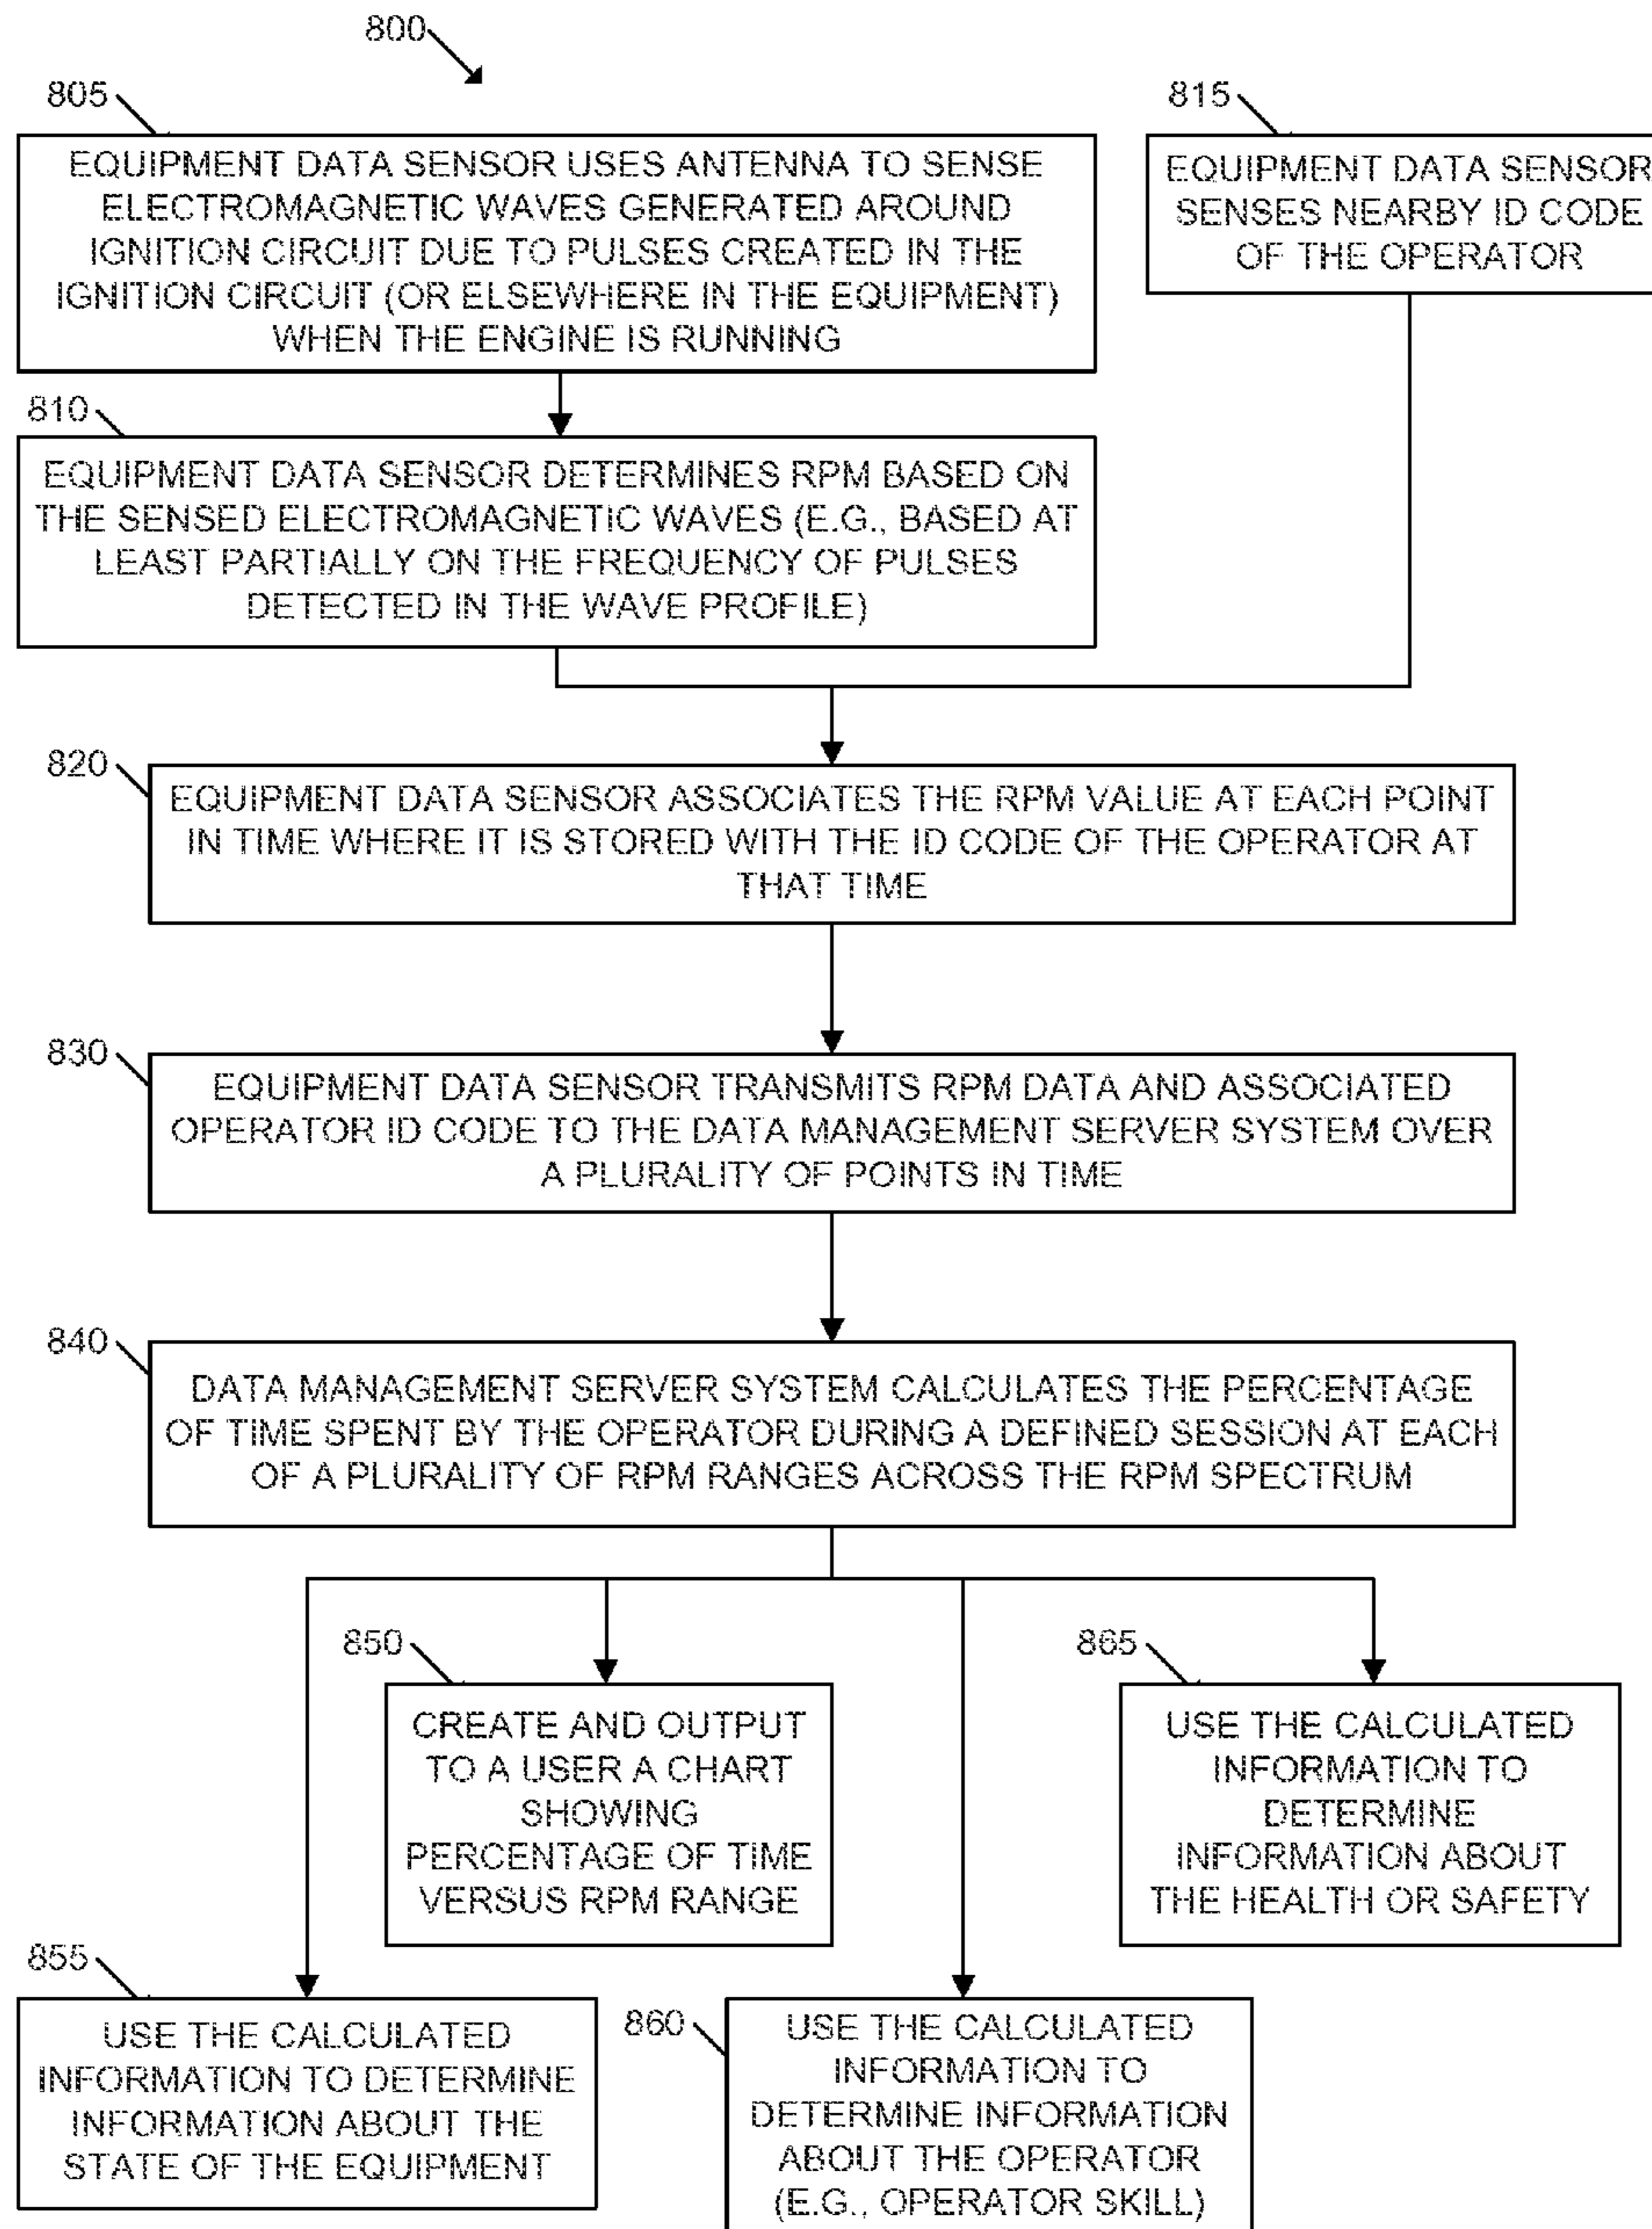 800
805
EQUIPMENT DATA SENSOR USES ANTENNA TO SENSE
ELECTROMAGNETIC WAVES GENERATED AROUND
IGNITION CIRCUIT DUE TO PULSES CREATED IN THE
IGNITION CIRCUIT (OR ELSEWHERE IN THE EQUIPMENT)
WHEN THE ENGINE IS RUNNING
815
EQUIPMENT DATA SENSOR
SENSES NEARBY ID CODE
OF THE OPERATOR
810
EQUIPMENT DATA SENSOR DETERMINES RPM BASED ON
THE SENSED ELECTROMAGNETIC WAVES (E.G., BASED AT
LEAST PARTIALLY ON THE FREQUENCY OF PULSES
DETECTED IN THE WAVE PROFILE)
820
EQUIPMENT DATA SENSOR ASSOCIATES THE RPM VALUE AT EACH POINT
IN TIME WHERE IT IS STORED WITH THE ID CODE OF THE OPERATOR AT
THAT TIME
830
EQUIPMENT DATA SENSOR TRANSMITS RPM DATA AND ASSOCIATED
OPERATOR ID CODE TO THE DATA MANAGEMENT SERVER SYSTEM OVER
A PLURALITY OF POINTS IN TIME
840
DATA MANAGEMENT SERVER SYSTEM CALCULATES THE PERCENTAGE
OF TIME SPENT BY THE OPERATOR DURING A DEFINED SESSION AT EACH
OF A PLURALITY OF RPM RANGES ACROSS THE RPM SPECTRUM
850
CREATE AND OUTPUT
TO A USER A CHART
SHOWING
PERCENTAGE OF TIME
VERSUS RPM RANGE
865
USE THE CALCULATED
INFORMATION TO
DETERMINE
INFORMATION ABOUT
THE HEALTH OR SAFETY
855
USE THE CALCULATED
INFORMATION TO DETERMINE
INFORMATION ABOUT THE
STATE OF THE EQUIPMENT
860
USE THE CALCULATED
INFORMATION TO
DETERMINE INFORMATION
ABOUT THE OPERATOR
(E.G., OPERATOR SKILL)